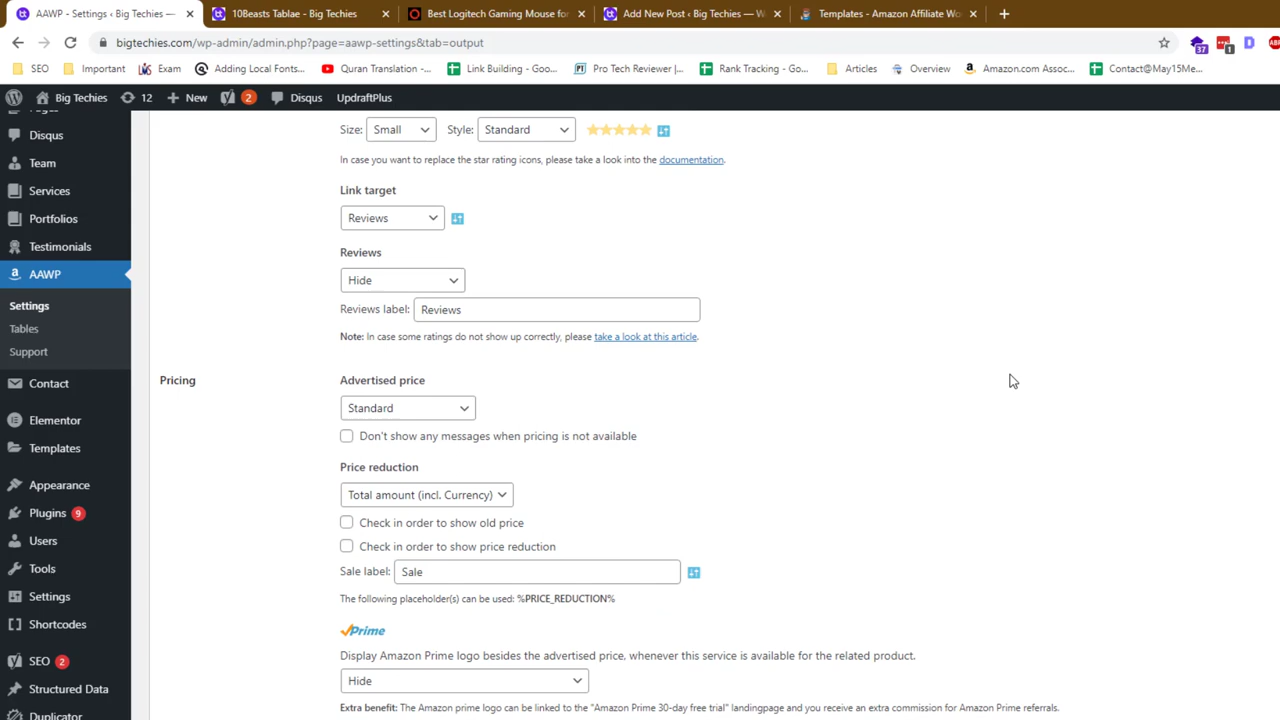 AAWP - Settings ‹ Big Techies —
10Beasts Tablae - Big Techies
Best Logitech Gaming Mouse for
Add New Post ‹ Big Techies — W
Templates - Amazon Affiliate Wo
bigtechies.com/wp-admin/admin.php?page=aawp-settings&tab=output
37
1
D
ABP
SEO
Important
Exam
Adding Local Fonts...
Quran Translation -...
Link Building - Goo...
Pro Tech Reviewer |...
Rank Tracking - Go...
Articles
Overview
Amazon.com Assoc...
Contact@May15Me...
Big Techies
12
New
2
Disqus
UpdraftPlus
Disqus
Team
Services
Portfolios
Testimonials
AAWP
Settings
Tables
Support
Contact
Elementor
Templates
Appearance
Plugins 9
Users
Tools
Settings
Shortcodes
SEO 2
Structured Data
Duplicator
Size: Small Style: Standard
In case you want to replace the star rating icons, please take a look into the documentation.
Link target
Reviews
Reviews
Hide
Reviews label: Reviews
Note: In case some ratings do not show up correctly, please take a look at this article.
Pricing
Advertised price
Standard
Don't show any messages when pricing is not available
Price reduction
Total amount (incl. Currency)
Check in order to show old price
Check in order to show price reduction
Sale label: Sale
The following placeholder(s) can be used: %PRICE_REDUCTION%
Prime
Display Amazon Prime logo besides the advertised price, whenever this service is available for the related product.
Hide
Extra benefit: The Amazon prime logo can be linked to the "Amazon Prime 30-day free trial" landingpage and you receive an extra commission for Amazon Prime referrals.